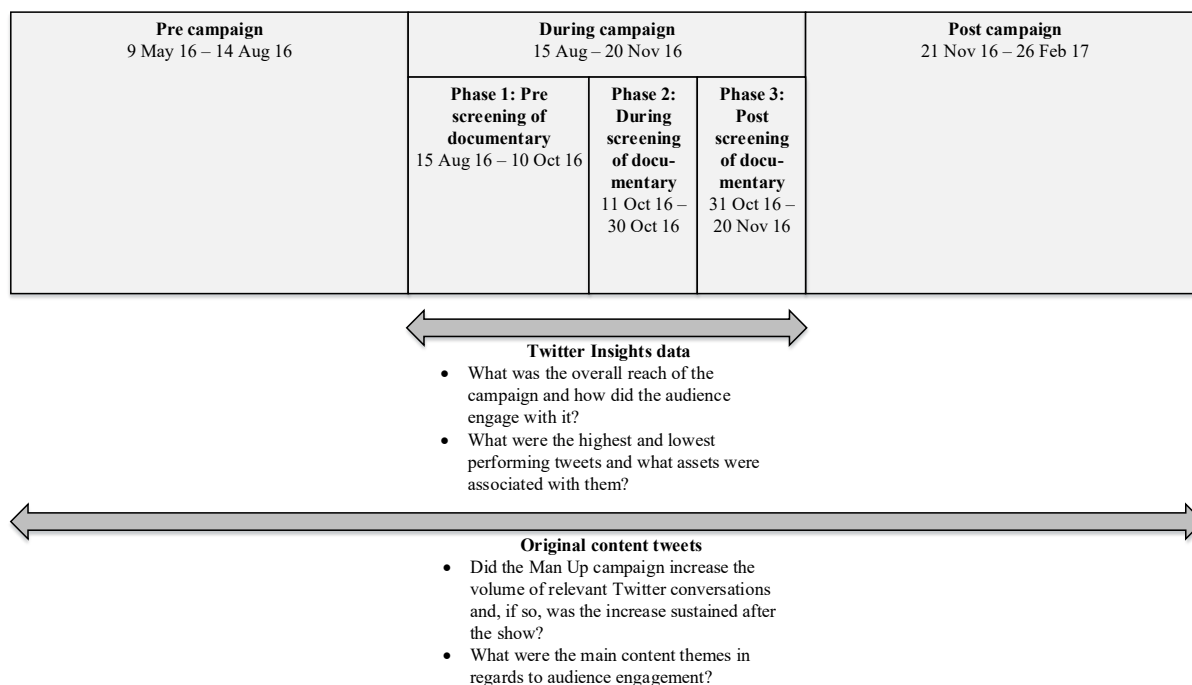 Pre campaign
9 May 16 – 14 Aug 16
During campaign
15 Aug – 20 Nov 16
Post campaign
21 Nov 16 – 26 Feb 17
Phase 1: Pre
screening of
documentary
15 Aug 16 – 10 Oct 16
Phase 2:
During
screening
of docu-
mentary
11 Oct 16 –
30 Oct 16
Phase 3:
Post
screening
of docu-
mentary
31 Oct 16 –
20 Nov 16
Twitter Insights data
• What was the overall reach of the
campaign and how did the audience
engage with it?
• What were the highest and lowest
performing tweets and what assets were
associated with them?
Original content tweets
• Did the Man Up campaign increase the
volume of relevant Twitter conversations
and, if so, was the increase sustained after
the show?
• What were the main content themes in
regards to audience engagement?